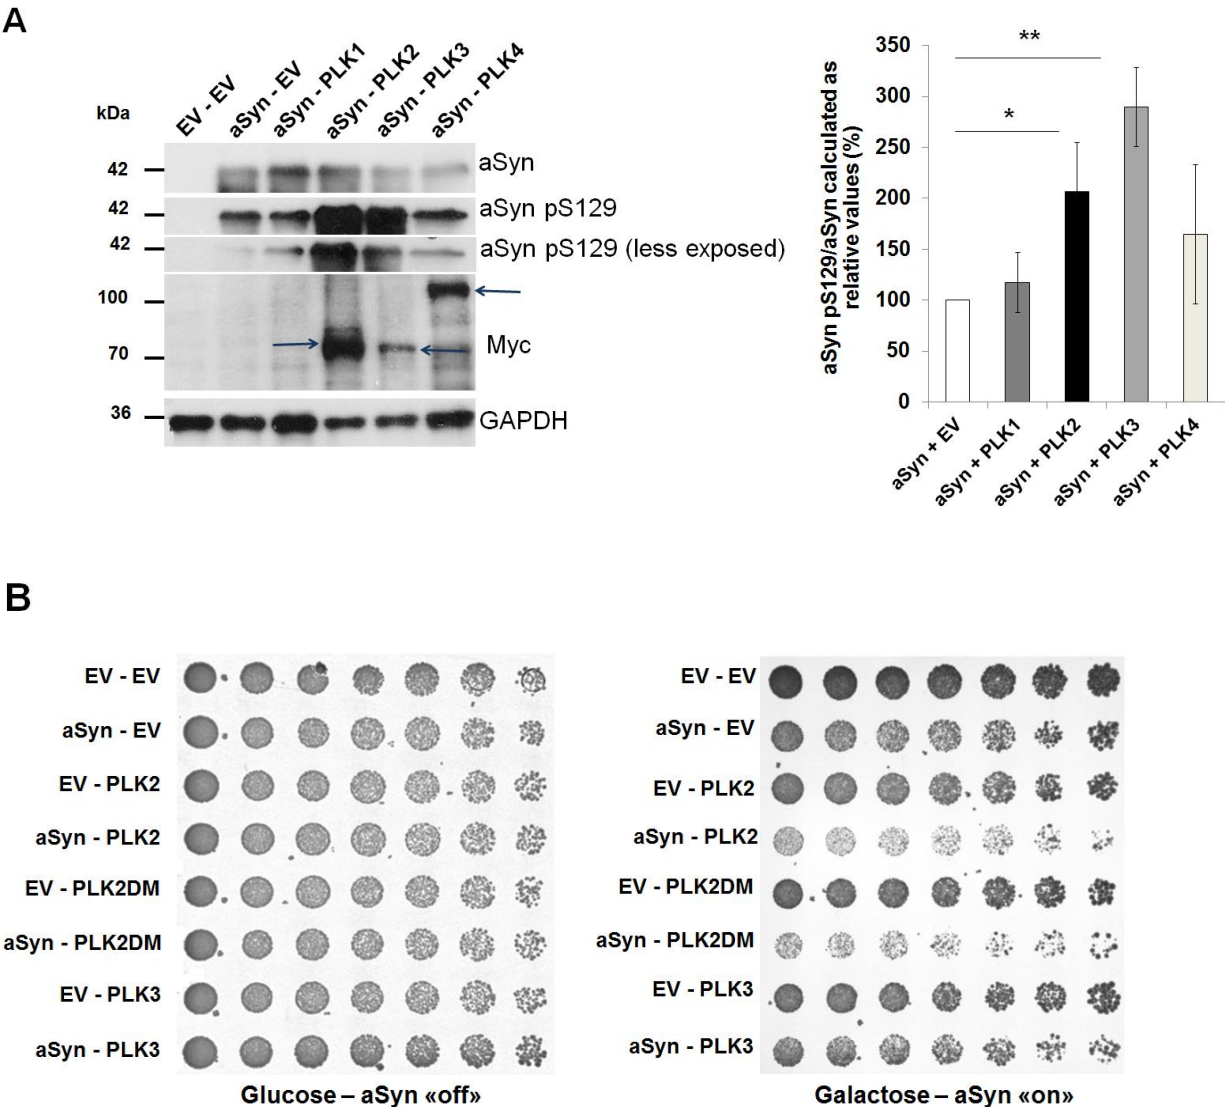 A
kDa
EV - EV
aSyn - EV
aSyn - PLK1
aSyn - PLK2
aSyn - PLK3
aSyn - PLK4
42
aSyn
42
aSyn pS129
42
aSyn pS129 (less exposed)
100
70
Myc
36
GAPDH
aSyn pS129/aSyn calculated as
relative values (%)
350
300
250
200
150
100
50
0
**
*
aSyn + EV
aSyn + PLK1
aSyn + PLK2
aSyn + PLK3
aSyn + PLK4
B
EV - EV
aSyn - EV
EV - PLK2
aSyn - PLK2
EV - PLK2DM
aSyn - PLK2DM
EV - PLK3
aSyn - PLK3
Glucose – aSyn «off»
EV - EV
aSyn - EV
EV - PLK2
aSyn - PLK2
EV - PLK2DM
aSyn - PLK2DM
EV - PLK3
aSyn - PLK3
Galactose – aSyn «on»